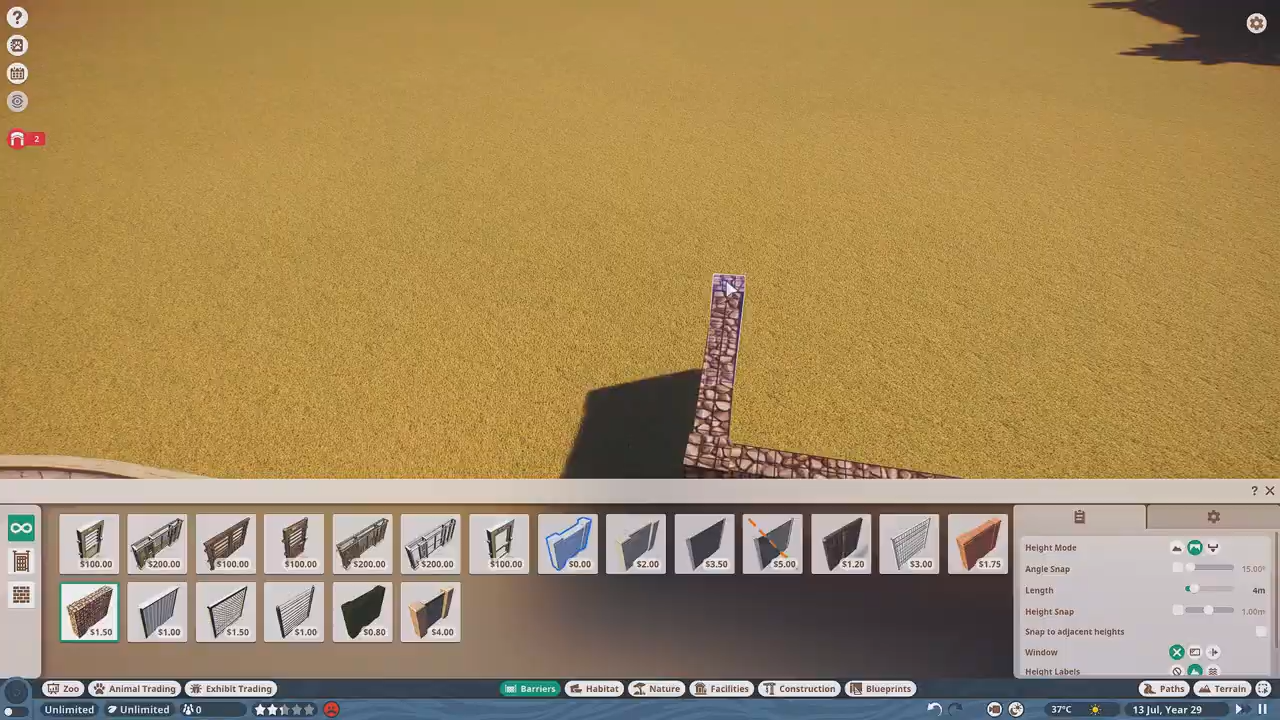 ?
2
? ×
$100.00 $200.00 $100.00 $100.00 $200.00 $200.00 $100.00 $0.00 $2.00 $3.50 $5.00 $1.20 $3.00 $1.75
$1.50 $1.00 $1.50 $1.00 $0.80 $4.00
Height Mode
Angle Snap 15.00°
Length 4m
Height Snap 1.00m
Snap to adjacent heights
Window
Height Labels
Zoo Animal Trading Exhibit Trading Barriers Habitat Nature Facilities Construction Blueprints Paths Terrain
Unlimited Unlimited 0 37°C 13 Jul, Year 29